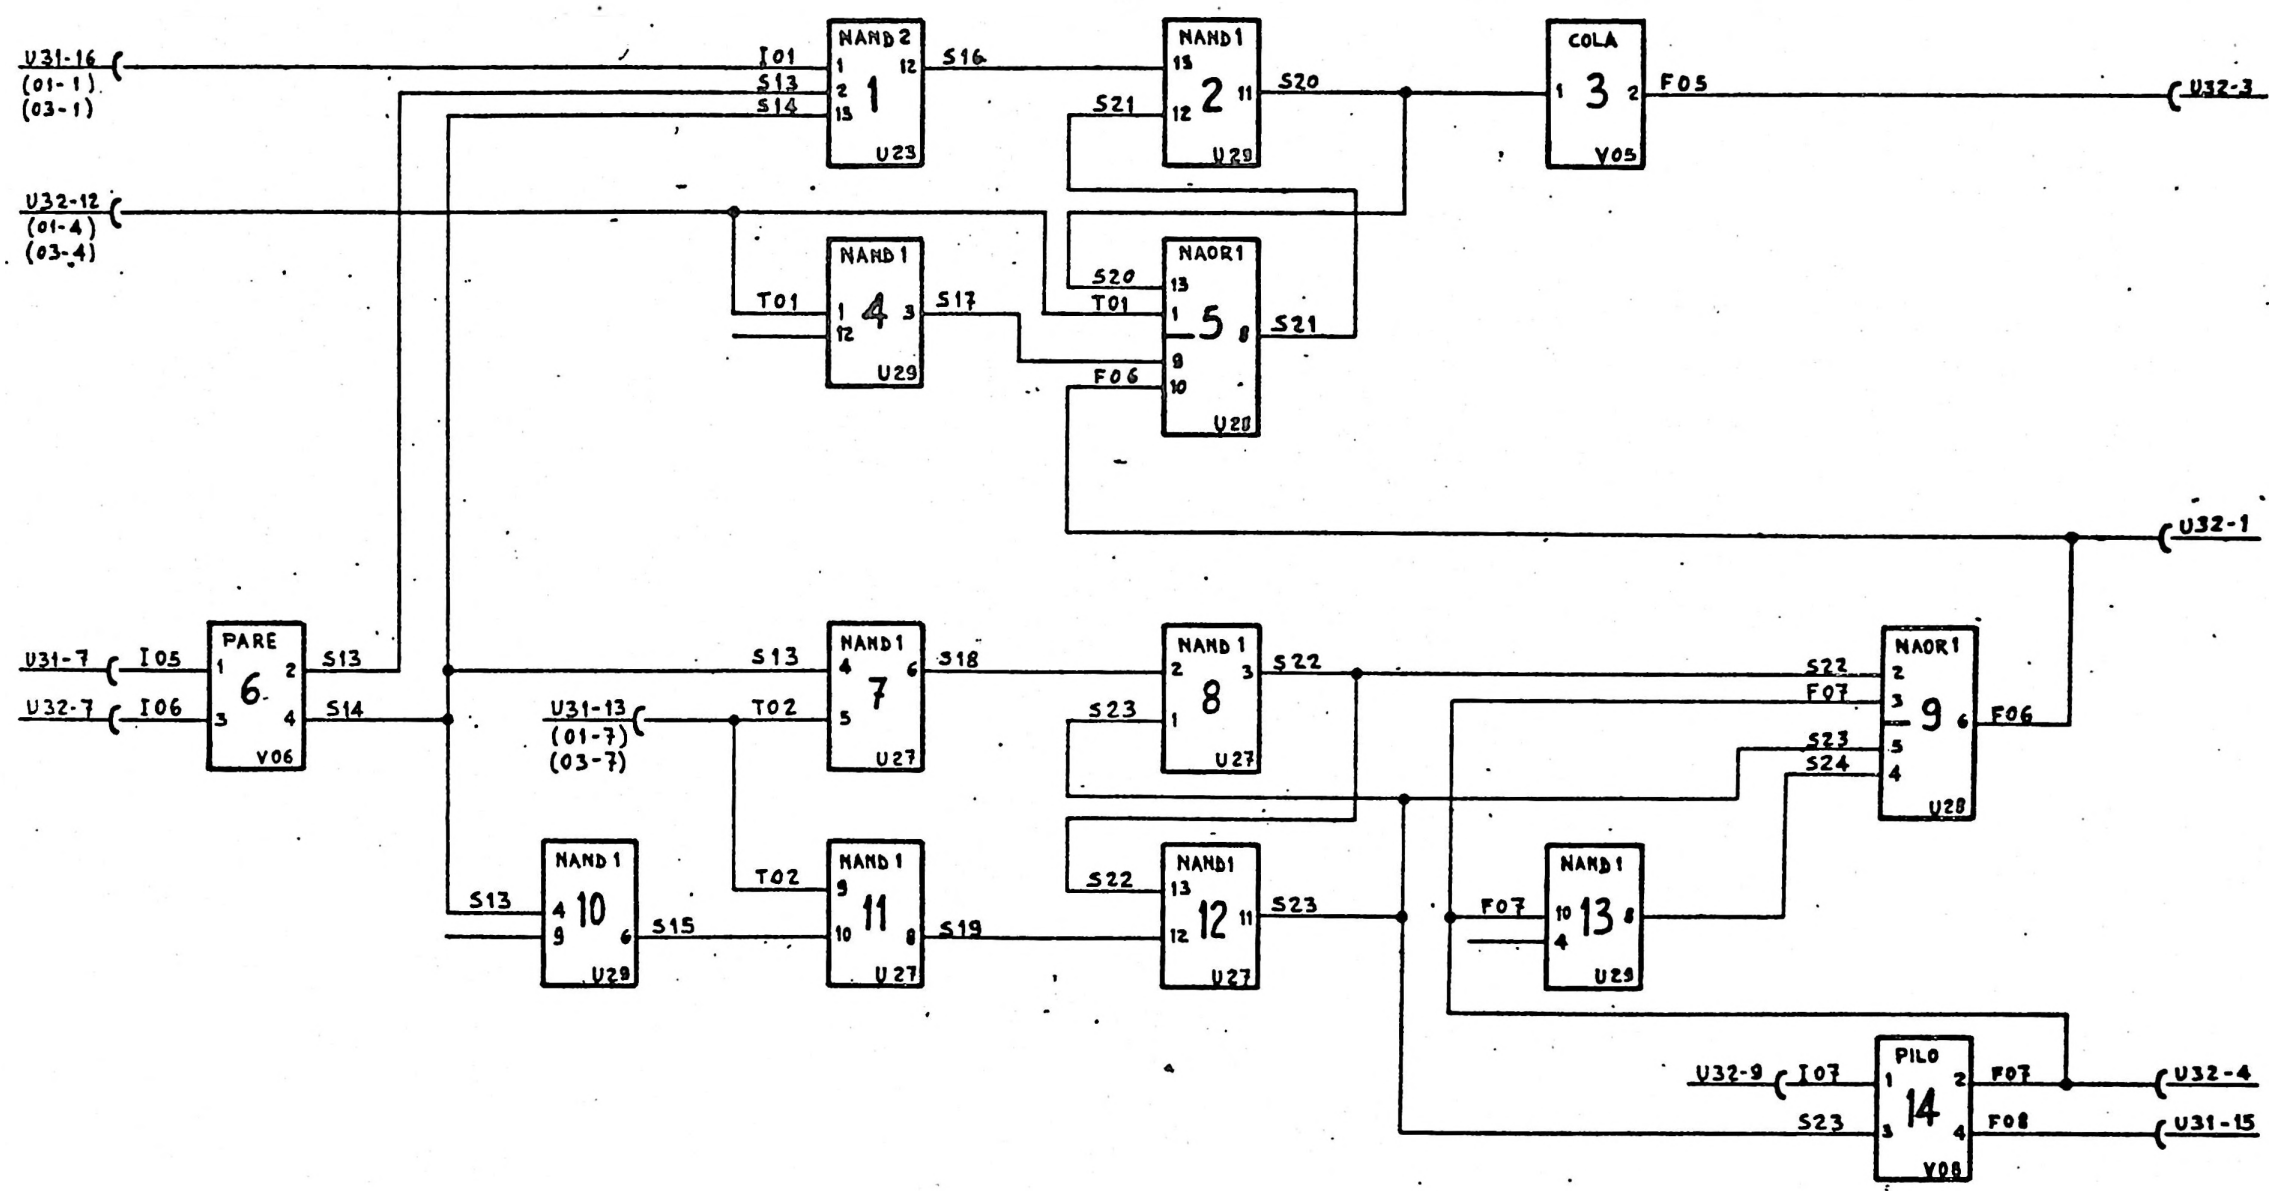 U31-16
(01-1)
(03-1)
I01
S13
S14
NAND2
1
2
13
12
1
U23
S16
S21
NAND1
13
12
11
2
U29
S20
COLA
1
2
3
V05
F05
U32-3
U32-12
(01-4)
(03-4)
T01
NAND1
1
12
3
4
U29
S17
S20
T01
F06
NAOR1
13
1
9
10
8
5
U28
S21
U32-1
U31-7
I05
U32-7
I06
PARE
1
2
3
4
6
V06
S13
S14
S13
U31-13
(01-7)
(03-7)
T02
NAND1
4
5
6
7
U27
S18
S23
NAND1
2
1
3
8
U27
S22
S22
F07
S23
S24
NAOR1
2
3
5
4
6
9
U28
F06
S13
NAND1
4
9
6
10
U29
S15
T02
NAND1
9
10
8
11
U27
S19
S22
NAND1
13
12
11
12
U27
S23
F07
NAND1
10
4
8
13
U29
U32-9
I07
S23
PILO
1
2
3
4
14
V08
F07
F08
U32-4
U31-15